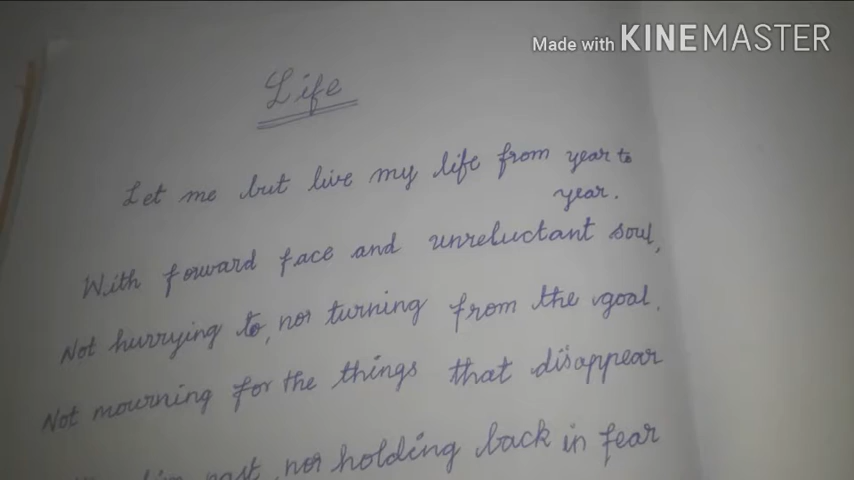 Made with KINEMASTER
Life
Let me but live my life from year to
year.
With forward face and unreluctant soul,
Not hurrying to, nor turning from the goal.
Not mourning for the things that disappear
past, nor holding back in fear